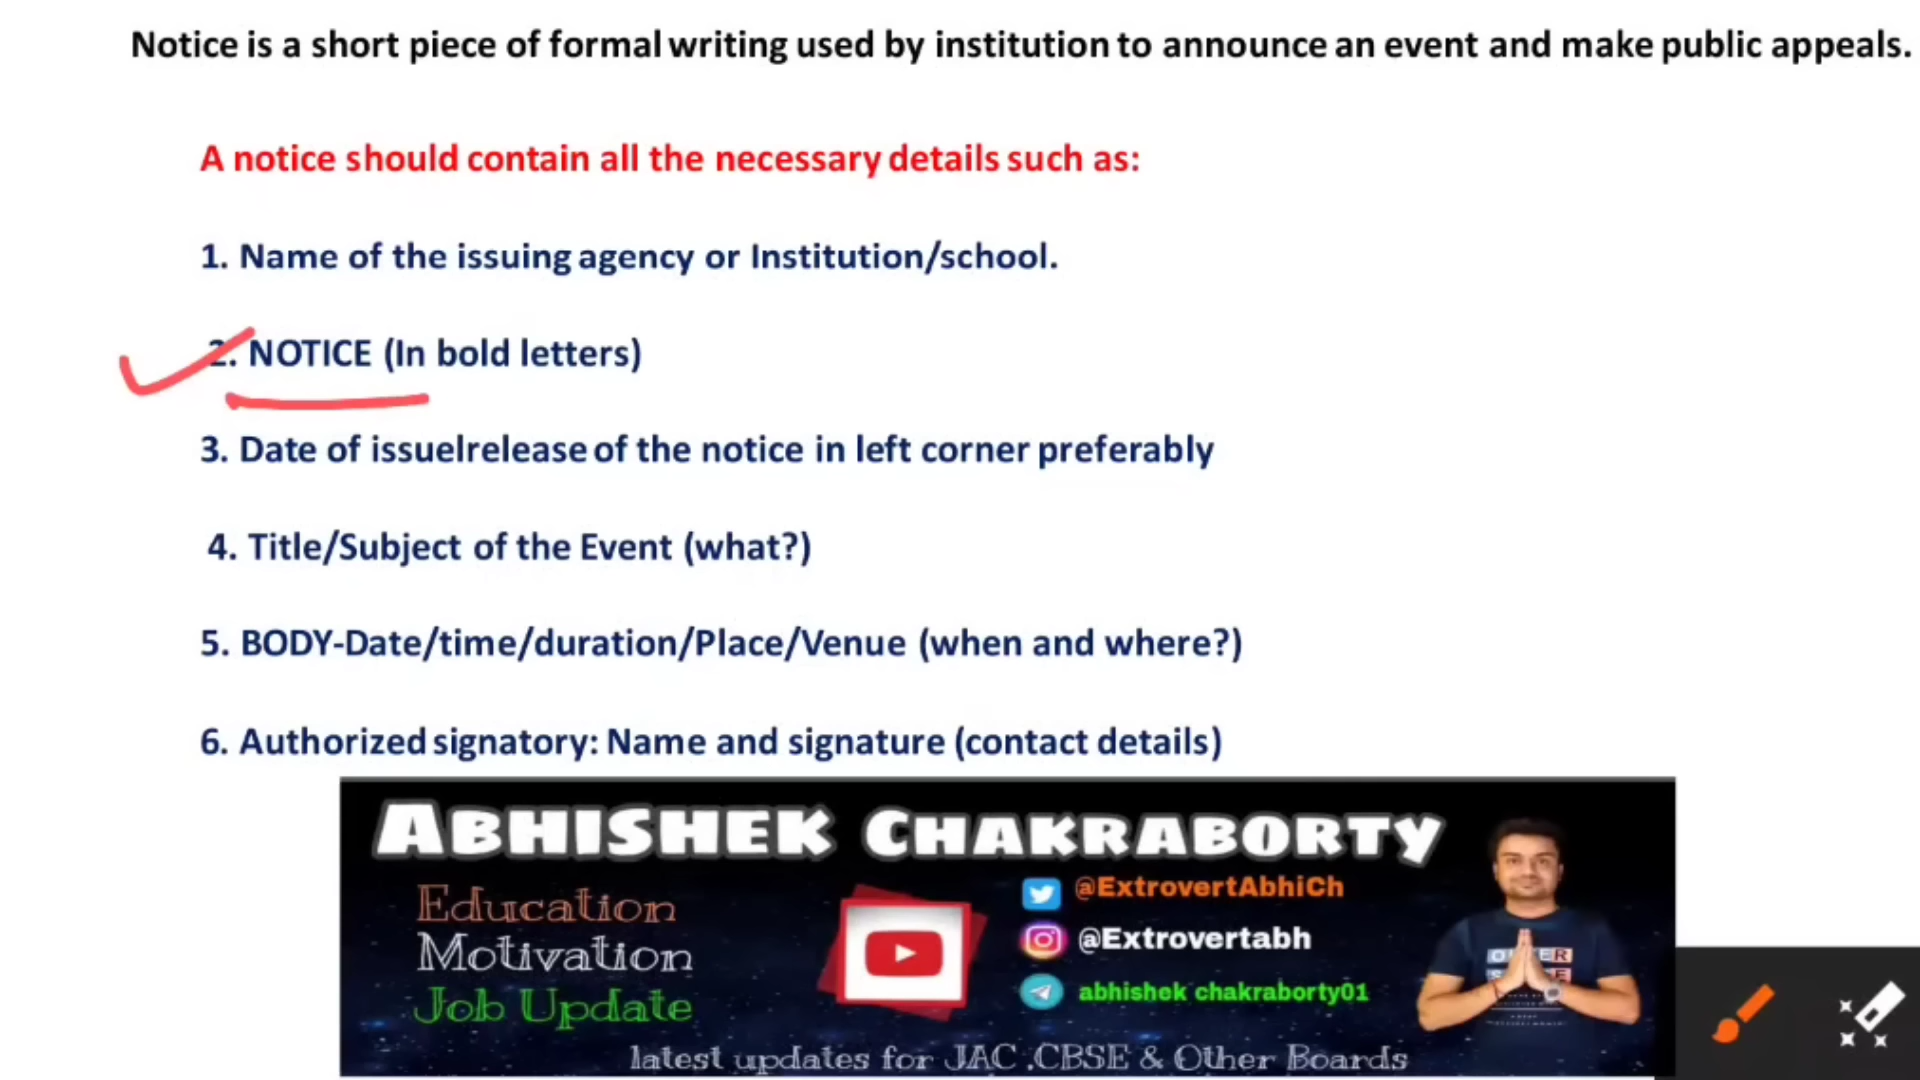 Notice is a short piece of formal writing used by institution to announce an event and make public appeals.
A notice should contain all the necessary details such as:
1. Name of the issuing agency or Institution/school.
2. NOTICE (In bold letters)
3. Date of issuelrelease of the notice in left corner preferably
4. Title/Subject of the Event (what?)
5. BODY-Date/time/duration/Place/Venue (when and where?)
6. Authorized signatory: Name and signature (contact details)
ABHISHEK CHAKRABORTY
Education
Motivation
Job Update
@ExtrovertAbhiCh
@Extrovertabh
abhishek chakraborty01
latest updates for JAC .CBSE & Other Boards